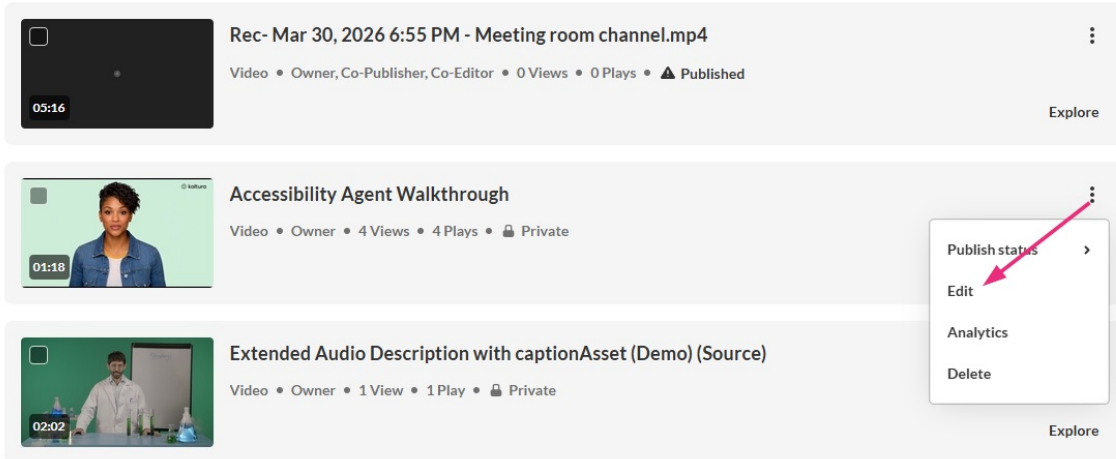 Rec- Mar 30, 2026 6:55 PM - Meeting room channel.mp4
Video • Owner, Co-Publisher, Co-Editor • 0 Views • 0 Plays • Published
05:16
Explore
kaltura
Accessibility Agent Walkthrough
Video • Owner • 4 Views • 4 Plays • Private
01:18
Publish status
Edit
Analytics
Delete
Extended Audio Description with captionAsset (Demo) (Source)
Video • Owner • 1 View • 1 Play • Private
02:02
Explore